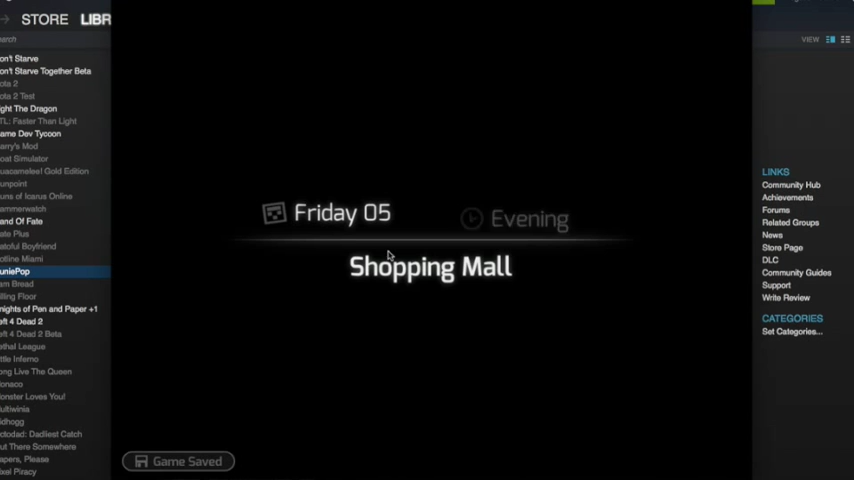 STORE LIBR
arch
VIEW
on't Starve
on't Starve Together Beta
ota 2
ota 2 Test
ight The Dragon
TL: Faster Than Light
ame Dev Tycoon
arry's Mod
oat Simulator
uacamelee! Gold Edition
unpoint
uns of Icarus Online
ammerwatch
and Of Fate
ate Plus
atoful Boyfriend
otline Miami
uniePop
am Bread
illing Floor
nights of Pen and Paper +1
eft 4 Dead 2
eft 4 Dead 2 Beta
ethal League
ittle Inferno
ong Live The Queen
onaco
onster Loves You!
ultiwinia
idhogg
ctodad: Dadliest Catch
ut There Somewhere
apers, Please
ixel Piracy
Friday 05
Evening
Shopping Mall
Game Saved
LINKS
Community Hub
Achievements
Forums
Related Groups
News
Store Page
DLC
Community Guides
Support
Write Review
CATEGORIES
Set Categories...